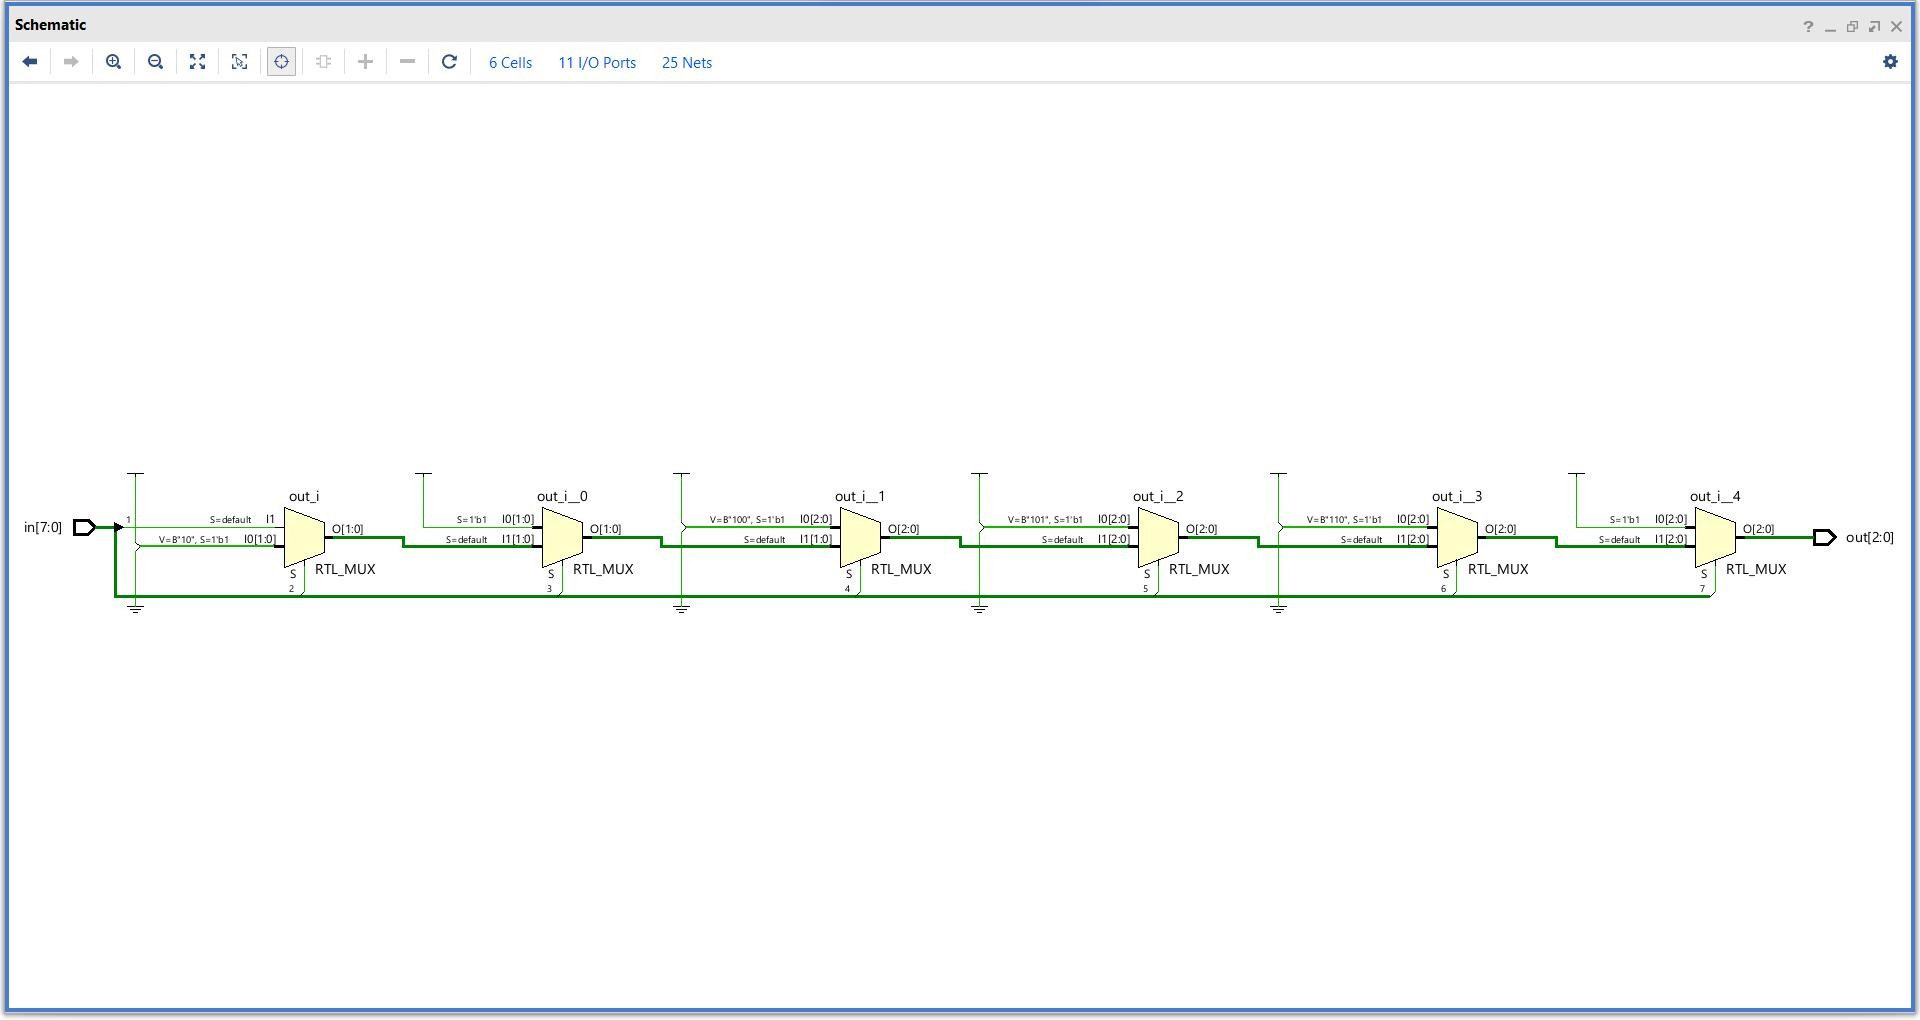 Schematic
6 Cells 11 I/O Ports 25 Nets
out_i out_i__0 out_i__1 out_i__2 out_i__3 out_i__4
in[7:0] 1 S=default I1 O[1:0] S=1'b1 I0[1:0] O[1:0] V=B"100", S=1'b1 I0[2:0] O[2:0] V=B"101", S=1'b1 I0[2:0] O[2:0] V=B"110", S=1'b1 I0[2:0] O[2:0] S=1'b1 I0[2:0] O[2:0] out[2:0]
V=B"10", S=1'b1 I0[1:0] S=default I1[1:0] S=default I1[1:0] S=default I1[2:0] S=default I1[2:0] S=default I1[2:0]
S RTL_MUX S RTL_MUX S RTL_MUX S RTL_MUX S RTL_MUX S RTL_MUX
2 3 4 5 6 7